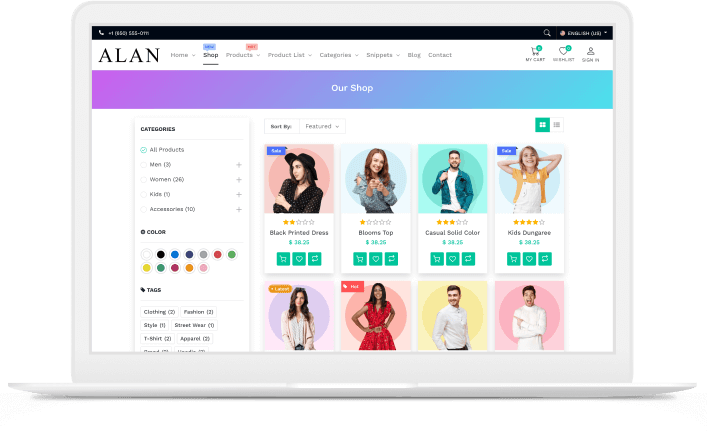 +1 (650) 555-0111
ENGLISH (US)
NEW
HOT
ALAN
Home
Shop
Products
Product List
Categories
Snippets
Blog
Contact
0
MY CART
0
WISHLIST
SIGN IN
Our Shop
CATEGORIES
All Products
Men (3)
Women (26)
Kids (1)
Accessories (10)
COLOR
TAGS
Clothing (2) Fashion (2)
Style (1) Street Wear (1)
T-Shirt (2) Apparel (2)
Sort By: Featured
Sale
Black Printed Dress
$ 38.25
Blooms Top
$ 38.25
Casual Solid Color
$ 38.25
Sale
Kids Dungaree
$ 38.25
Latest
Hot